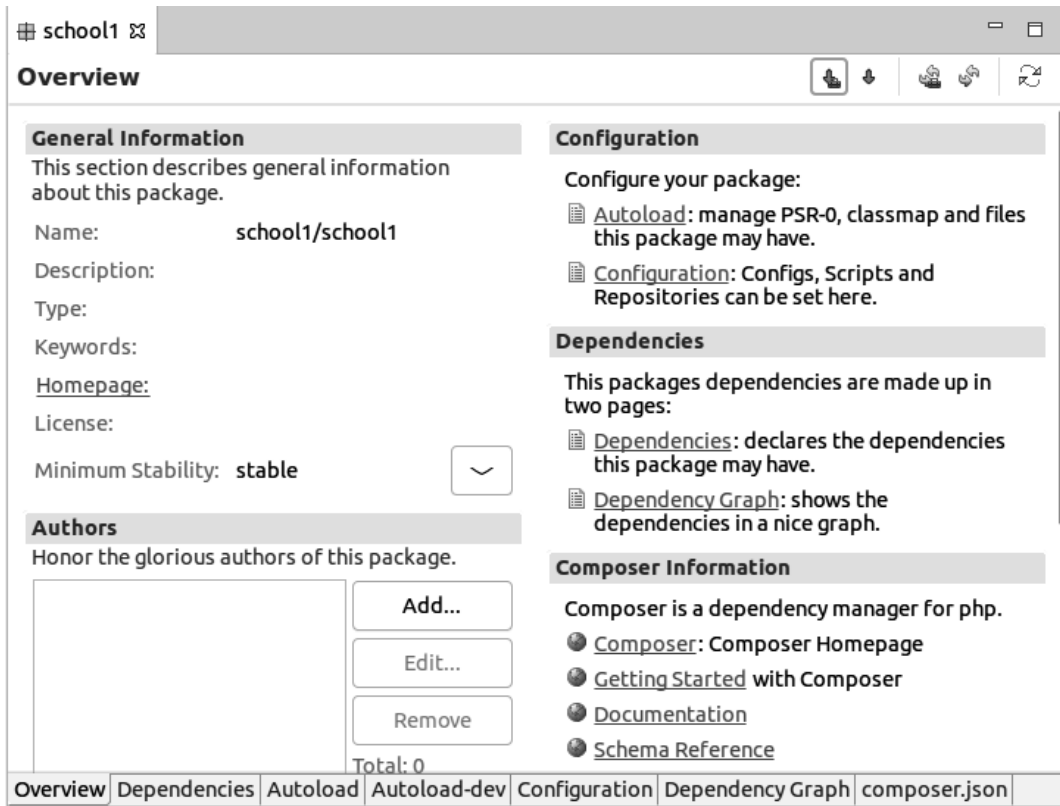 school1
Overview
General Information
This section describes general information
about this package.
Name: school1/school1
Description:
Type:
Keywords:
Homepage:
License:
Minimum Stability: stable
Authors
Honor the glorious authors of this package.
Add...
Edit...
Remove
Total: 0
Configuration
Configure your package:
Autoload: manage PSR-0, classmap and files
this package may have.
Configuration: Configs, Scripts and
Repositories can be set here.
Dependencies
This packages dependencies are made up in
two pages:
Dependencies: declares the dependencies
this package may have.
Dependency Graph: shows the
dependencies in a nice graph.
Composer Information
Composer is a dependency manager for php.
Composer: Composer Homepage
Getting Started with Composer
Documentation
Schema Reference
Overview Dependencies Autoload Autoload-dev Configuration Dependency Graph composer.json